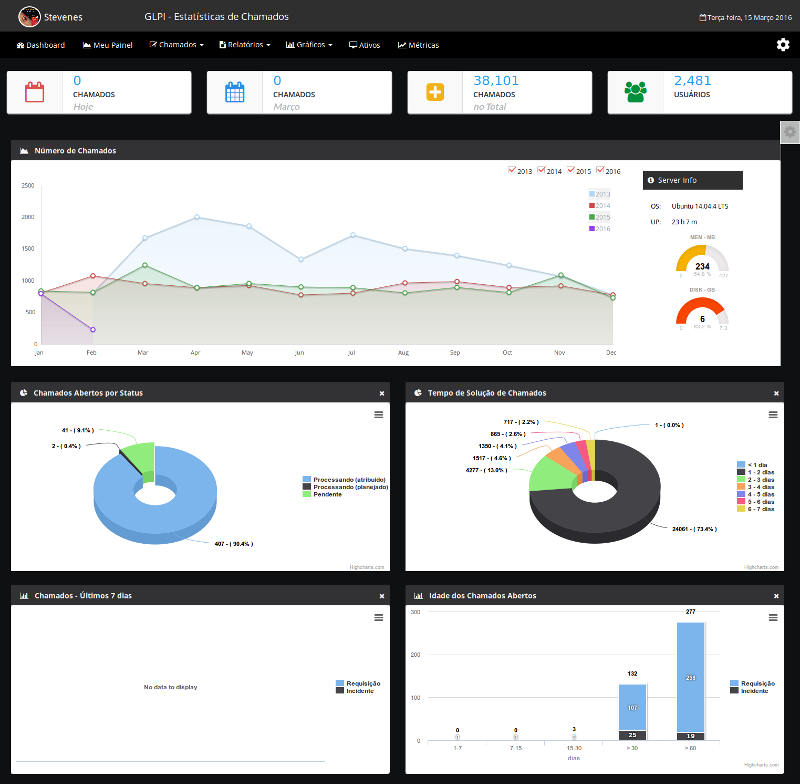 Stevenes
GLPI - Estatísticas de Chamados
Terça-feira, 15 Março 2016
Dashboard
Meu Painel
Chamados
Relatórios
Gráficos
Ativos
Métricas
0
CHAMADOS
Hoje
0
CHAMADOS
Março
38,101
CHAMADOS
no Total
2,481
USUÁRIOS
Número de Chamados
2013 2014 2015 2016
2013
2014
2015
2016
2500
2000
1500
1000
500
0
Jan Feb Mar Apr May Jun Jul Aug Sep Oct Nov Dec
Server Info
OS: Ubuntu 14.04.4 LTS
UP: 23 h 7 m
MEN - MB
234
0
DISK - GB
6
0
Chamados Abertos por Status
41 - ( 9.1% )
2 - ( 0.4% )
407 - ( 90.4% )
Processando (atribuído)
Processando (planejado)
Pendente
Highcharts.com
Tempo de Solução de Chamados
717 - ( 2.2% )
1 - ( 0.0% )
865 - ( 2.6% )
1350 - ( 4.1% )
1517 - ( 4.6% )
4277 - ( 13.0% )
24061 - ( 73.4% )
< 1 dia
1 - 2 dias
2 - 3 dias
3 - 4 dias
4 - 5 dias
5 - 6 dias
6 - 7 dias
Highcharts.com
Chamados - Últimos 7 dias
No data to display
Requisição
Incidente
Idade dos Chamados Abertos
300
200
100
0
0
0
3
132
107
25
277
258
19
1-7 7-15 15-30 > 30 > 60
dias
Requisição
Incidente
Highcharts.com